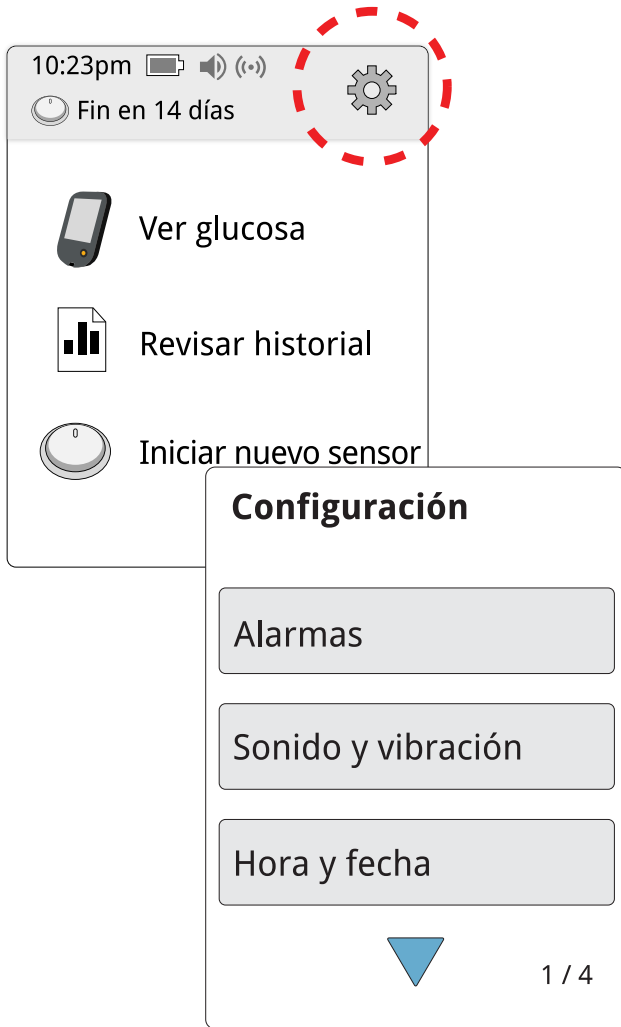 10:23pm
Fin en 14 días
Ver glucosa
Revisar historial
0
Iniciar nuevo sensor
Configuración
Alarmas
Sonido y vibración
Hora y fecha
1 / 4